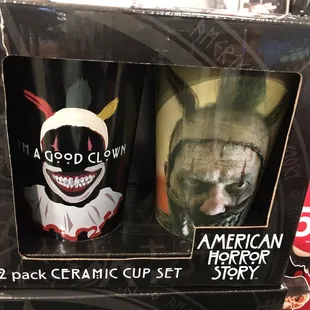 I'M A GOOD CLOWN
2 pack CERAMIC CUP SET
AMERICAN
HORROR
STORY